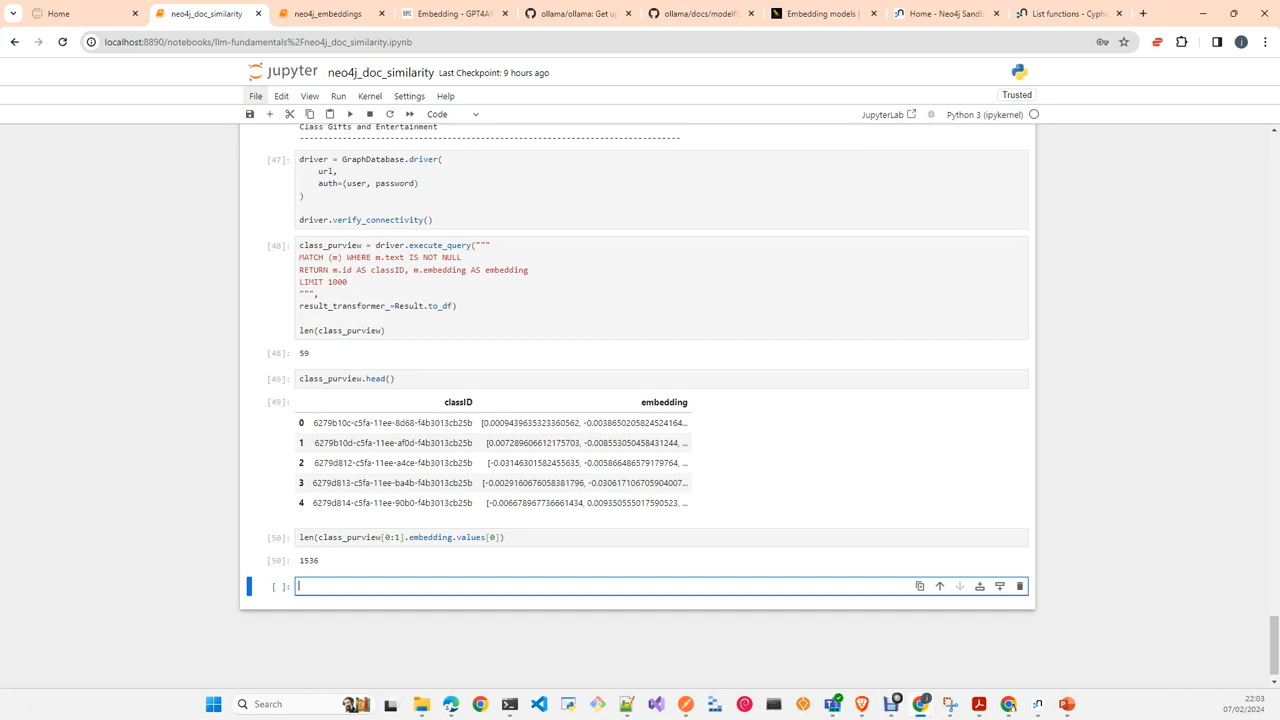 Home
neo4j_doc_similarity
neo4j_embeddings
Embedding - GPT4Al
ollama/ollama: Get u
ollama/docs/modelfi
Embedding models |
Home - Neo4j Sandb
List functions - Cyph
localhost:8890/notebooks/llm-fundamentals%2Fneo4j_doc_similarity.ipynb
jupyter neo4j_doc_similarity Last Checkpoint: 9 hours ago
File Edit View Run Kernel Settings Help
Trusted
Code
JupyterLab
Python 3 (ipykernel)
Class Gifts and Entertainment
--------------------------------------------------------------------------------
[47]: driver = GraphDatabase.driver(
url,
auth=(user, password)
)
driver.verify_connectivity()
[48]: class_purview = driver.execute_query("""
MATCH (m) WHERE m.text IS NOT NULL
RETURN m.id AS classID, m.embedding AS embedding
LIMIT 1000
""",
result_transformer_=Result.to_df)
len(class_purview)
[48]: 59
[49]: class_purview.head()
[49]: classID embedding
0 6279b10c-c5fa-11ee-8d68-f4b3013cb25b [0.0009439635323360562, -0.0038650205824524164...
1 6279b10d-c5fa-11ee-af0d-f4b3013cb25b [0.007289606612175703, -0.008553050458431244, ...
2 6279d812-c5fa-11ee-a4ce-f4b3013cb25b [-0.03146301582455635, -0.005866486579179764, ...
3 6279d813-c5fa-11ee-ba4b-f4b3013cb25b [-0.0029160676058381796, -0.030617106705904007...
4 6279d814-c5fa-11ee-90b0-f4b3013cb25b [-0.006678967736661434, 0.009350555017590523, ...
[50]: len(class_purview[0:1].embedding.values[0])
[50]: 1536
[ ]:
Search
22:03
07/02/2024